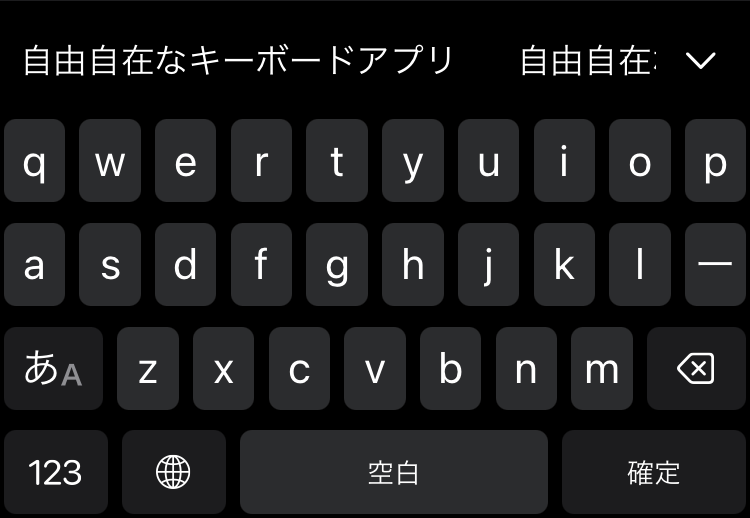 自由自在なキーボードアプリ 自由自在
q w e r t y u i o p
a s d f g h j k l ー
あA z x c v b n m
123 空白 確定